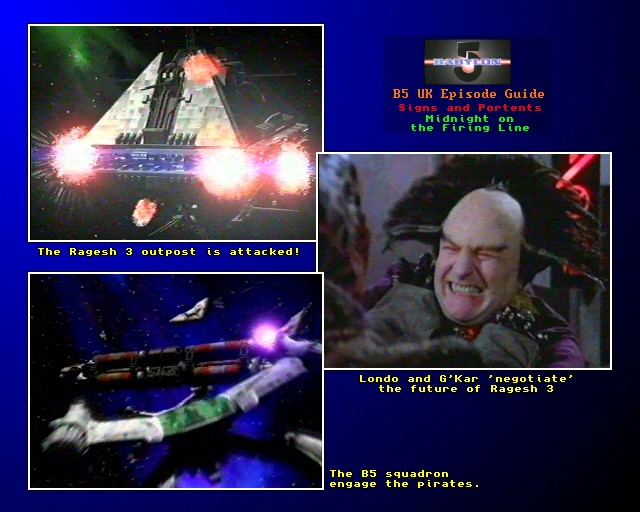 BABYLON
5
B5 UK Episode Guide
Signs and Portents
Midnight on
the Firing Line
The Ragesh 3 outpost is attacked!
Londo and G'Kar 'negotiate'
the future of Ragesh 3
The B5 squadron
engage the pirates.